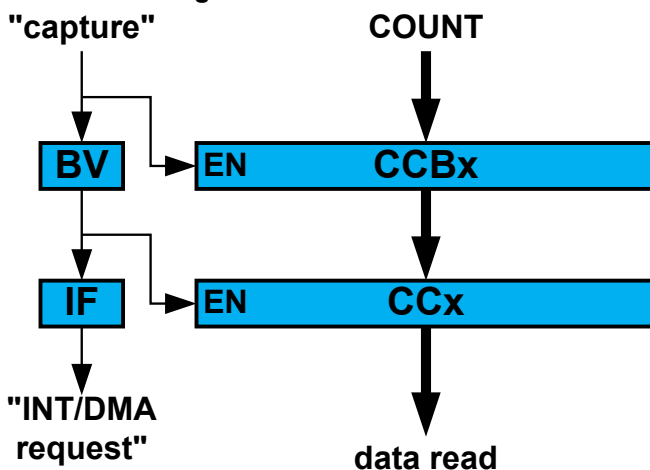 "capture" COUNT
BV EN CCBx
IF EN CCx
"INT/DMA
request" data read